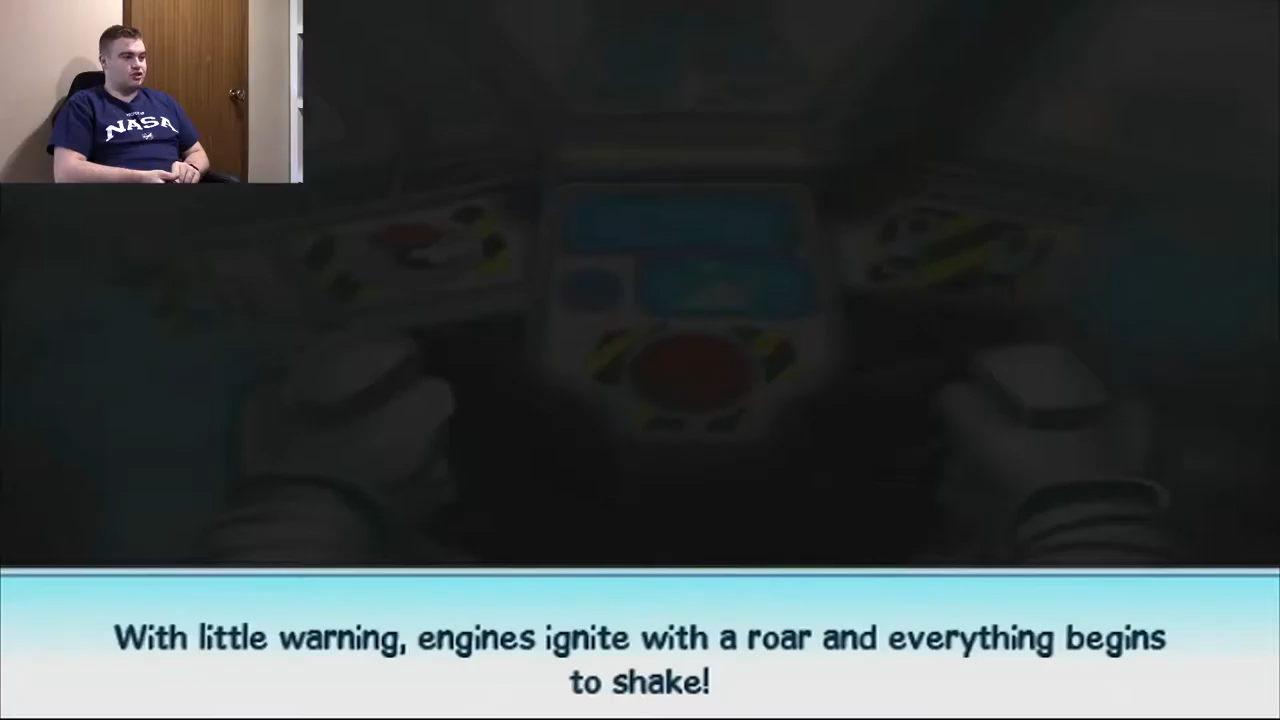 NASA
With little warning, engines ignite with a roar and everything begins
to shake!